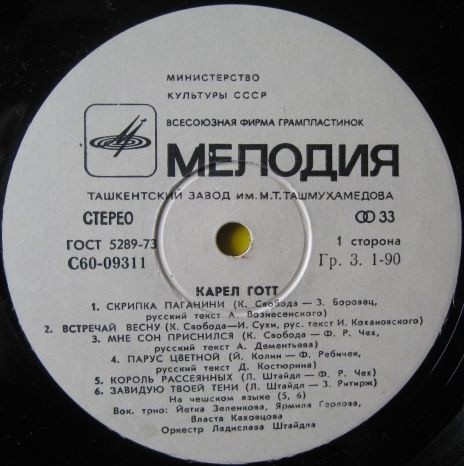 МИНИСТЕРСТВО
КУЛЬТУРЫ СССР
ВСЕСОЮЗНАЯ ФИРМА ГРАМПЛАСТИНОК
МЕЛОДИЯ
ТАШКЕНТСКИЙ ЗАВОД ИМ. М.Т. ТАШМУХАМЕДОВА
СТЕРЕО 33
ГОСТ 5289-73 1 сторона
С60-09311 Гр. 3. 1-90
КАРЕЛ ГОТТ
1. СКРИПКА ПАГАНИНИ (К. Свобода — З. Боровец,
русский текст А. Вознесенского)
2. ВСТРЕЧАЙ ВЕСНУ (К. Свобода—И. Сухи, рус. текст И. Кохановского)
3. МНЕ СОН ПРИСНИЛСЯ (К. Свобода — Ф. Р. Чех,
русский текст А. Дементьева)
4. ПАРУС ЦВЕТНОЙ (Й. Колин — Ф. Ребичек,
русский текст Д. Костюрина)
5. КОРОЛЬ РАССЕЯННЫХ (Л. Штайдл — Ф. Р. Чех)
6. ЗАВИДУЮ ТВОЕЙ ТЕНИ (Л. Штайдл — З. Ритирж)
На чешском языке (5, 6)
Вок. трио: Йетка Зеленкова, Ярмила Герлова,
Власта Каховцова
Оркестр Ладислава Штайдла